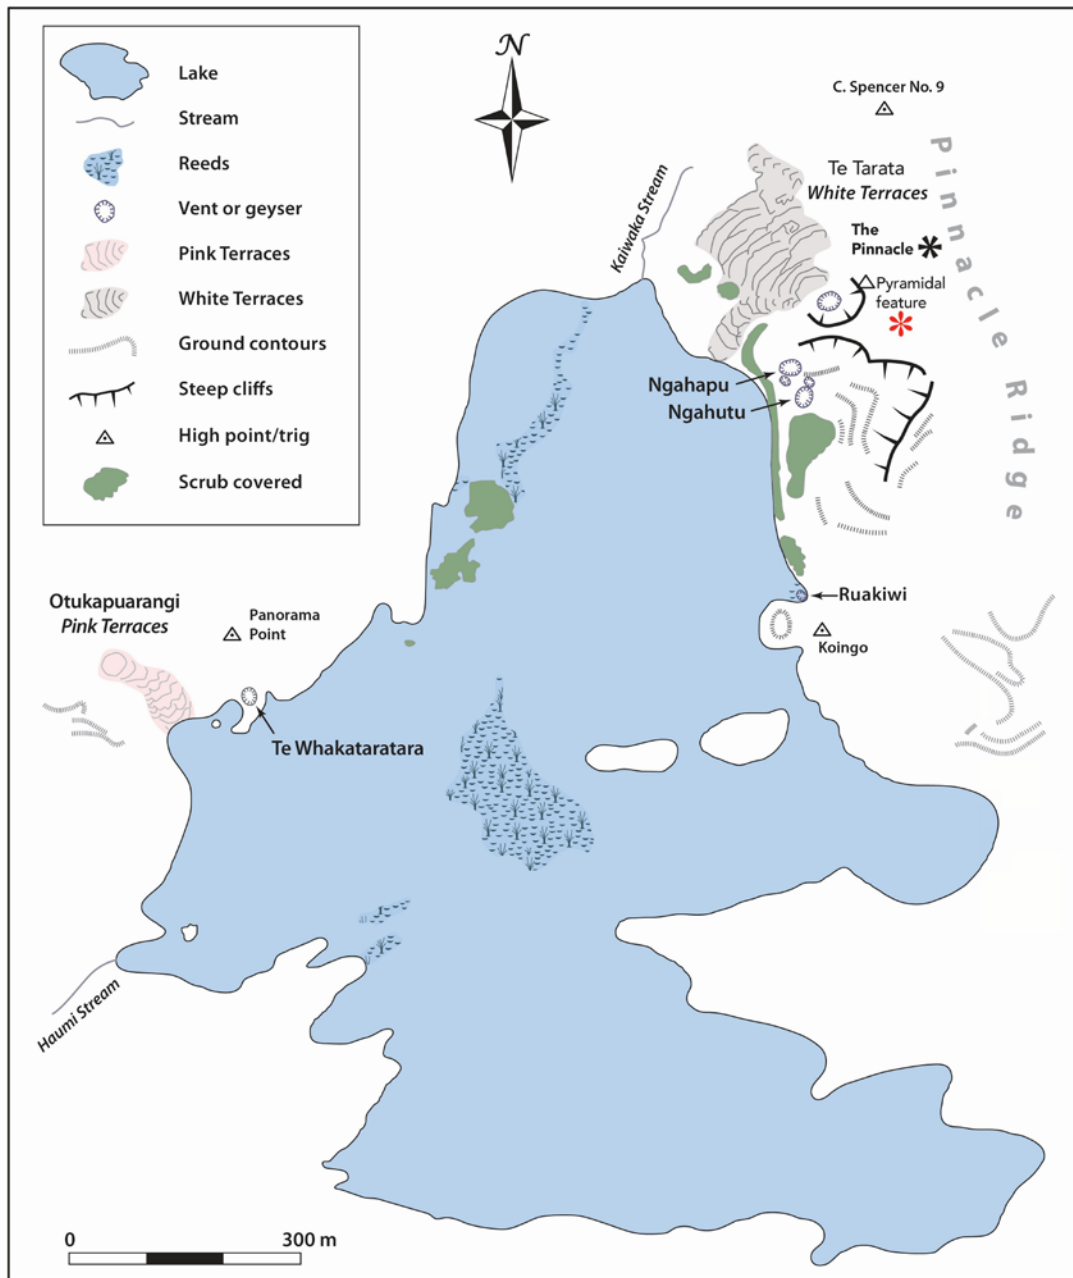 N
Lake
Stream
Reeds
Vent or geyser
Pink Terraces
White Terraces
Ground contours
Steep cliffs
High point/trig
Scrub covered
C. Spencer No. 9
Pinnacle Ridge
Te Tarata
White Terraces
Kaiwaka Stream
The
Pinnacle
Pyramidal
feature
Ngahapu
Ngahutu
Ruakiwi
Koingo
Otukapuarangi
Pink Terraces
Panorama
Point
Te Whakataratara
Haumi Stream
0 300 m